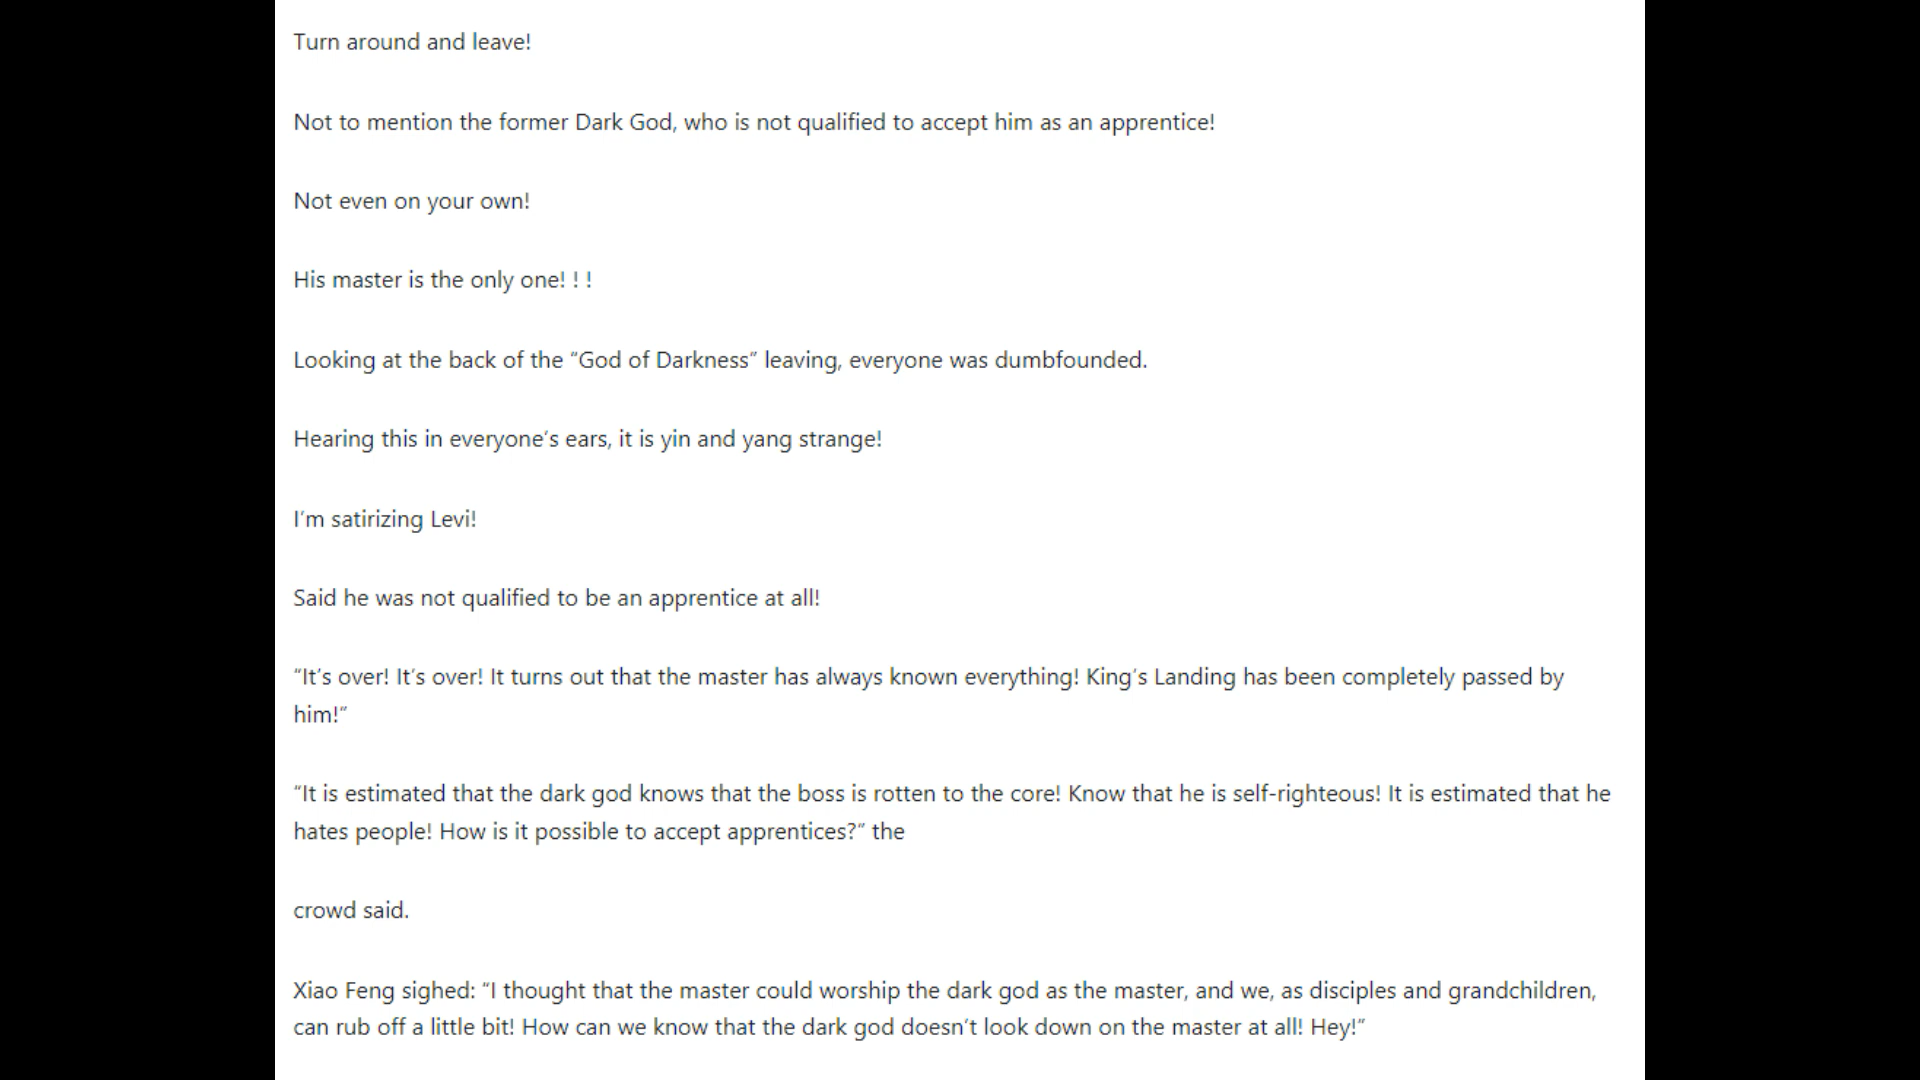 Turn around and leave!
Not to mention the former Dark God, who is not qualified to accept him as an apprentice!
Not even on your own!
His master is the only one! ! !
Looking at the back of the “God of Darkness” leaving, everyone was dumbfounded.
Hearing this in everyone’s ears, it is yin and yang strange!
I’m satirizing Levi!
Said he was not qualified to be an apprentice at all!
“It’s over! It’s over! It turns out that the master has always known everything! King’s Landing has been completely passed by
him!”
“It is estimated that the dark god knows that the boss is rotten to the core! Know that he is self-righteous! It is estimated that he
hates people! How is it possible to accept apprentices?” the
crowd said.
Xiao Feng sighed: “I thought that the master could worship the dark god as the master, and we, as disciples and grandchildren,
can rub off a little bit! How can we know that the dark god doesn’t look down on the master at all! Hey!”